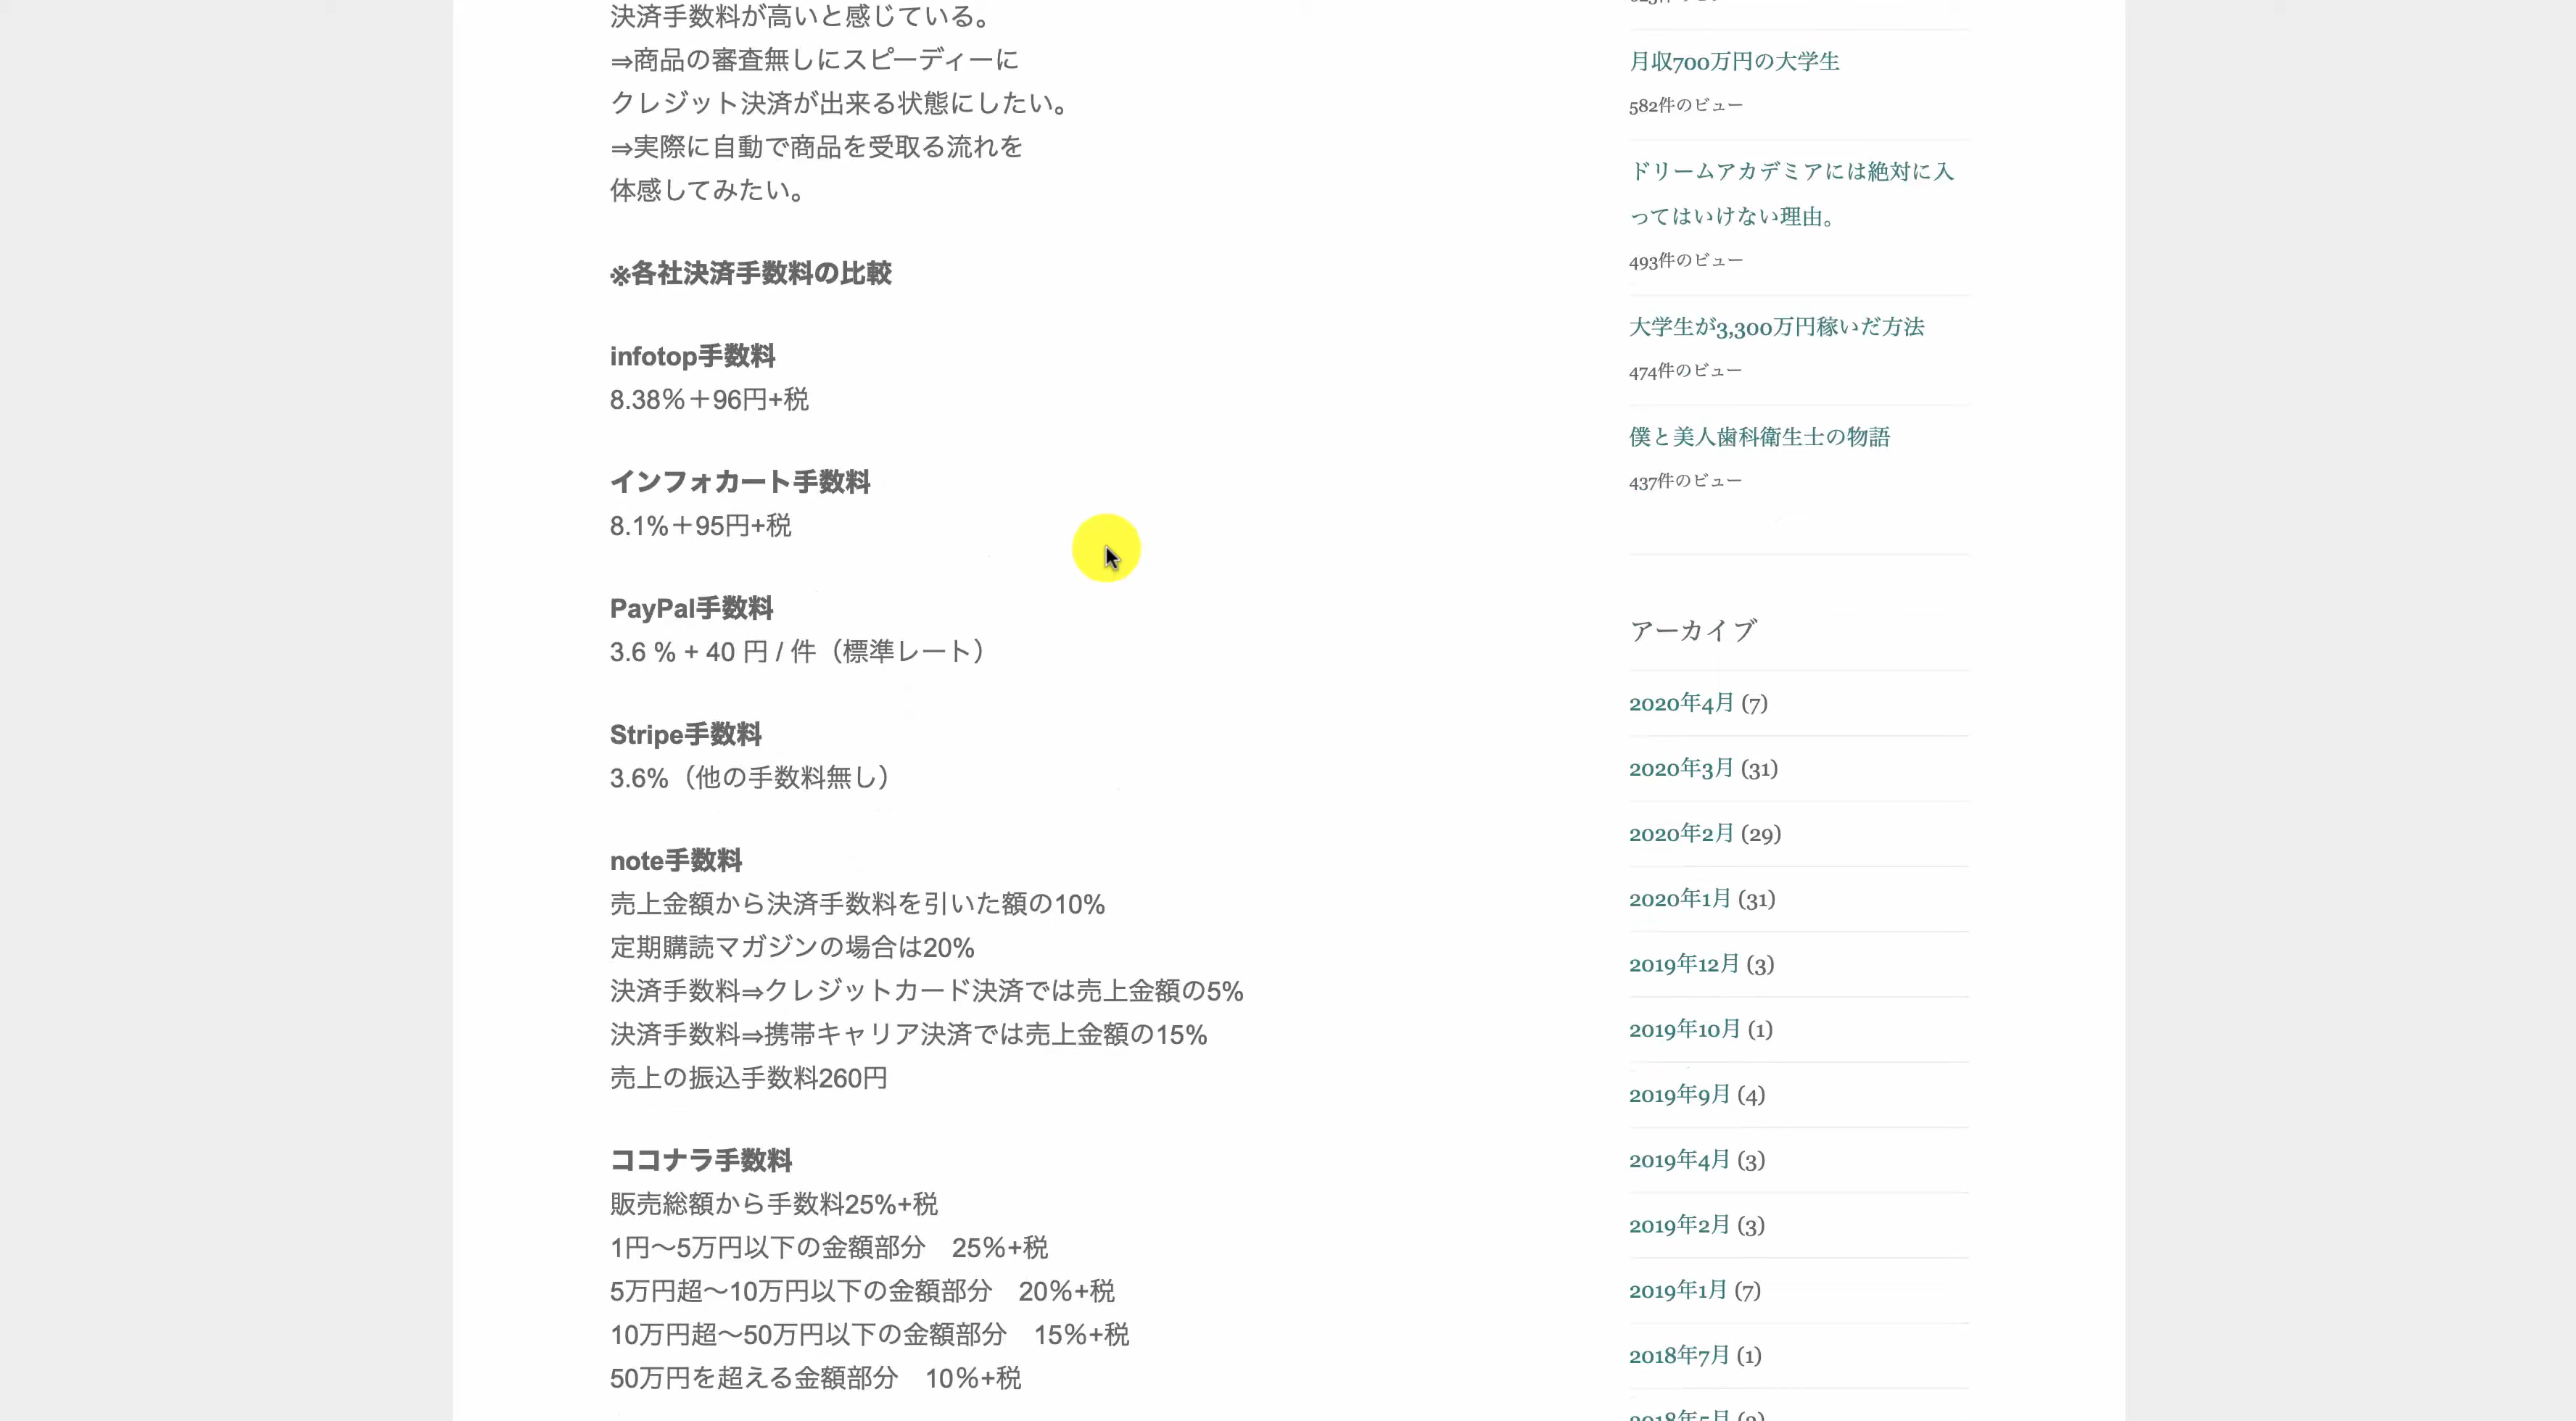 決済手数料が高いと感じている。
⇒商品の審査無しにスピーディーに
クレジット決済が出来る状態にしたい。
⇒実際に自動で商品を受取る流れを
体感してみたい。
※各社決済手数料の比較
infotop手数料
8.38%＋96円+税
インフォカート手数料
8.1%＋95円+税
PayPal手数料
3.6 % + 40 円 / 件（標準レート）
Stripe手数料
3.6%（他の手数料無し）
note手数料
売上金額から決済手数料を引いた額の10%
定期購読マガジンの場合は20%
決済手数料⇒クレジットカード決済では売上金額の5%
決済手数料⇒携帯キャリア決済では売上金額の15%
売上の振込手数料260円
ココナラ手数料
販売総額から手数料25%+税
1円～5万円以下の金額部分　25%+税
5万円超～10万円以下の金額部分　20%+税
10万円超～50万円以下の金額部分　15%+税
50万円を超える金額部分　10%+税
月収700万円の大学生
582件のビュー
ドリームアカデミアには絶対に入
ってはいけない理由。
493件のビュー
大学生が3,300万円稼いだ方法
474件のビュー
僕と美人歯科衛生士の物語
437件のビュー
アーカイブ
2020年4月 (7)
2020年3月 (31)
2020年2月 (29)
2020年1月 (31)
2019年12月 (3)
2019年10月 (1)
2019年9月 (4)
2019年4月 (3)
2019年2月 (3)
2019年1月 (7)
2018年7月 (1)